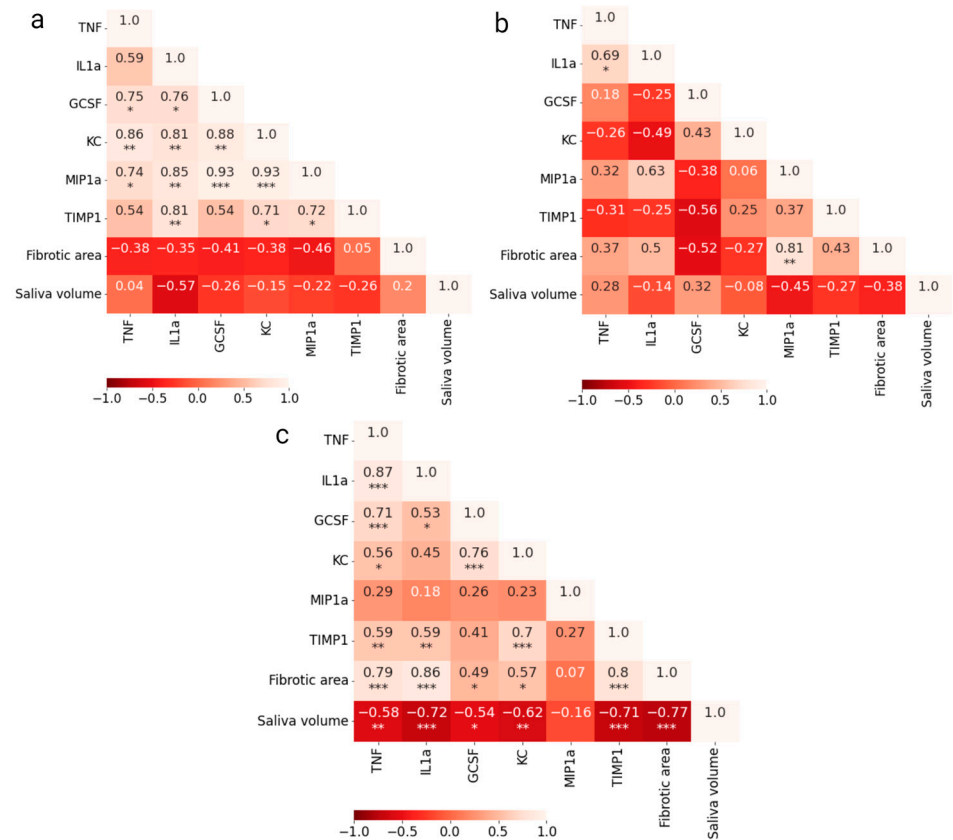 a
TNF 1.0
IL1a 0.59 1.0
GCSF 0.75 0.76 1.0
* *
KC 0.86 0.81 0.88 1.0
** ** **
MIP1a 0.74 0.85 0.93 0.93 1.0
* ** *** ***
TIMP1 0.54 0.81 0.54 0.71 0.72 1.0
** * *
Fibrotic area −0.38 −0.35 −0.41 −0.38 −0.46 0.05 1.0
Saliva volume 0.04 −0.57 −0.26 −0.15 −0.22 −0.26 0.2 1.0
TNF IL1a GCSF KC MIP1a TIMP1 Fibrotic area Saliva volume
−1.0 −0.5 0.0 0.5 1.0
b
TNF 1.0
IL1a 0.69 1.0
*
GCSF 0.18 −0.25 1.0
KC −0.26 −0.49 0.43 1.0
MIP1a 0.32 0.63 −0.38 0.06 1.0
TIMP1 −0.31 −0.25 −0.56 0.25 0.37 1.0
Fibrotic area 0.37 0.5 −0.52 −0.27 0.81 0.43 1.0
**
Saliva volume 0.28 −0.14 0.32 −0.08 −0.45 −0.27 −0.38 1.0
TNF IL1a GCSF KC MIP1a TIMP1 Fibrotic area Saliva volume
−1.0 −0.5 0.0 0.5 1.0
c
TNF 1.0
IL1a 0.87 1.0
***
GCSF 0.71 0.53 1.0
*** *
KC 0.56 0.45 0.76 1.0
* ***
MIP1a 0.29 0.18 0.26 0.23 1.0
TIMP1 0.59 0.59 0.41 0.7 0.27 1.0
** ** ***
Fibrotic area 0.79 0.86 0.49 0.57 0.07 0.8 1.0
*** *** * * ***
Saliva volume −0.58 −0.72 −0.54 −0.62 −0.16 −0.71 −0.77 1.0
** *** * ** *** ***
TNF IL1a GCSF KC MIP1a TIMP1 Fibrotic area Saliva volume
−1.0 −0.5 0.0 0.5 1.0